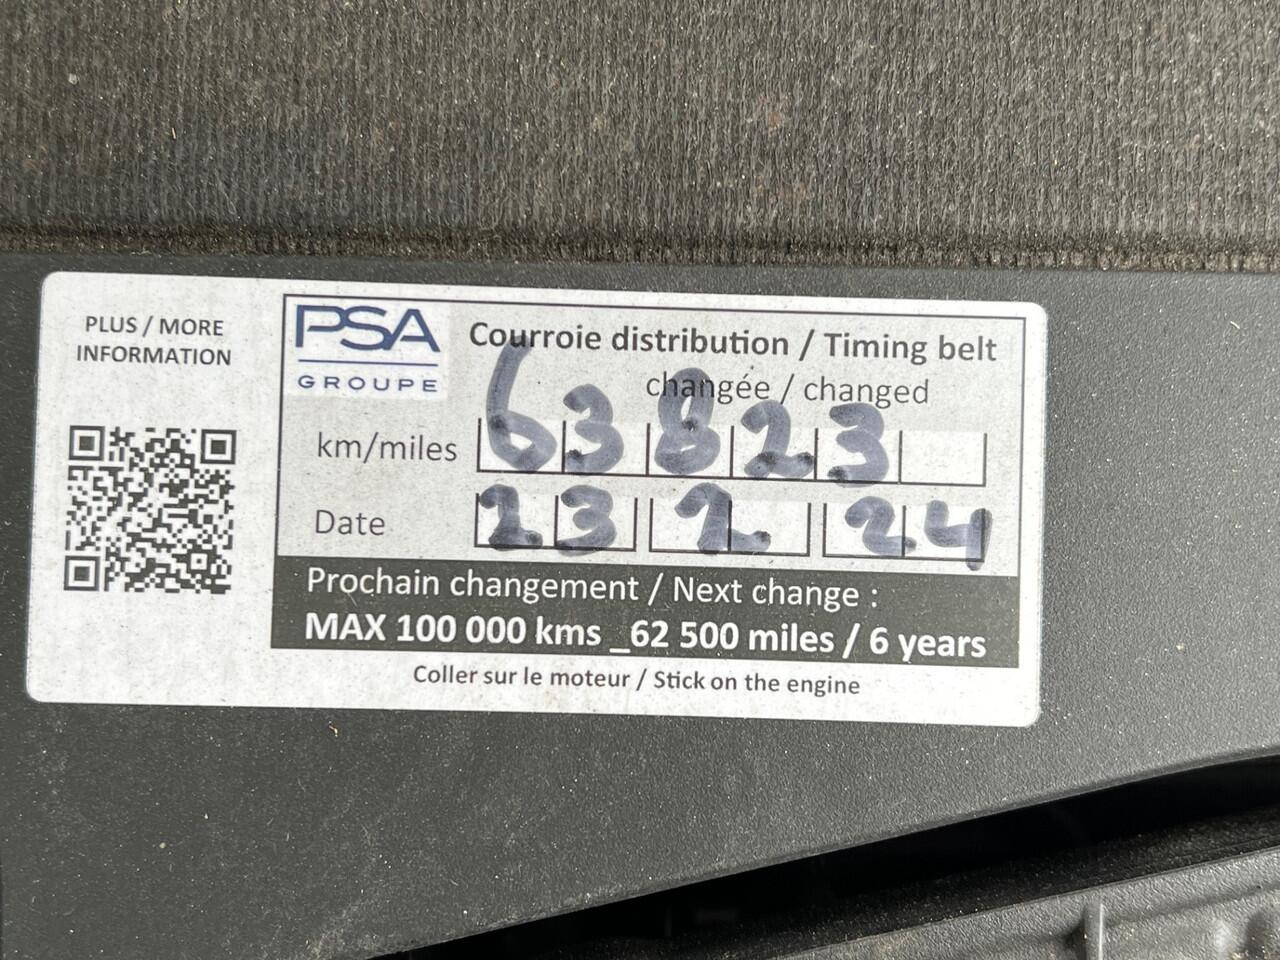 PLUS / MORE
INFORMATION
PSA
GROUPE
Courroie distribution / Timing belt
changée / changed
km/miles 63823
Date 23 2 24
Prochain changement / Next change :
MAX 100 000 kms _62 500 miles / 6 years
Coller sur le moteur / Stick on the engine